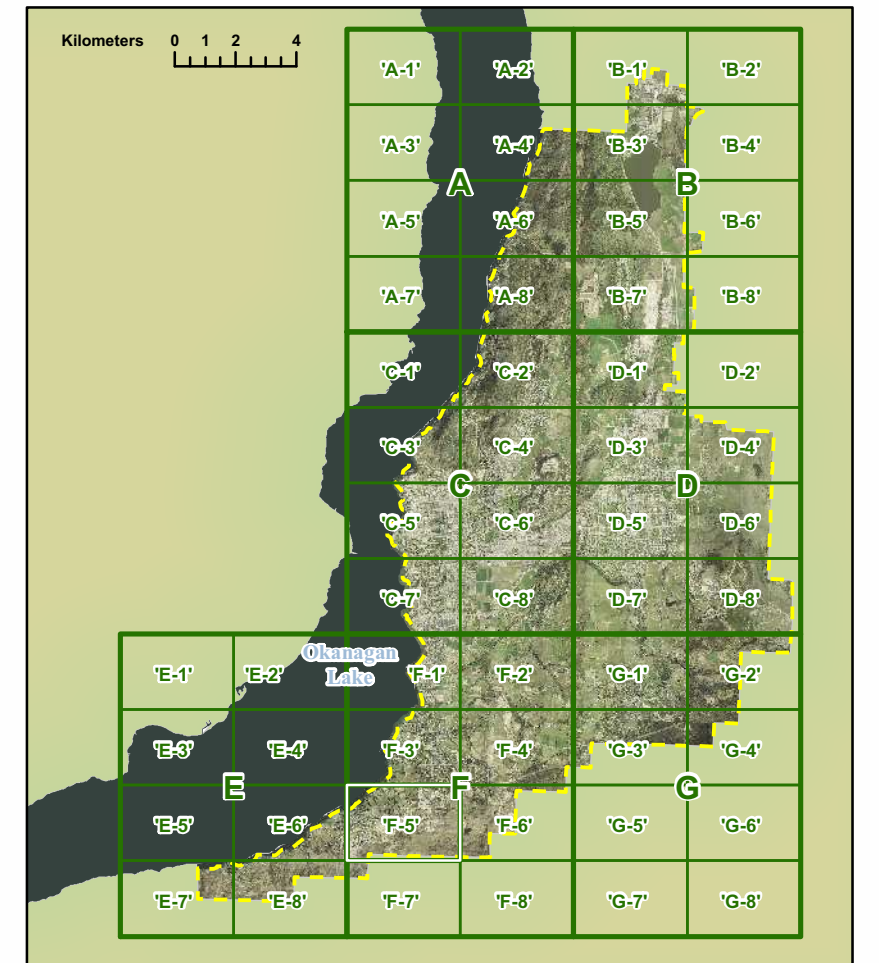 Kilometers 0 1 2 4
'A-1' 'A-2' 'B-1' 'B-2'
'A-3' 'A-4' 'B-3' 'B-4'
A B
'A-5' 'A-6' 'B-5' 'B-6'
'A-7' 'A-8' 'B-7' 'B-8'
'C-1' 'C-2' 'D-1' 'D-2'
'C-3' 'C-4' 'D-3' 'D-4'
C D
'C-5' 'C-6' 'D-5' 'D-6'
'C-7' 'C-8' 'D-7' 'D-8'
Okanagan
Lake
'E-1' 'E-2' 'F-1' 'F-2' 'G-1' 'G-2'
'E-3' 'E-4' 'F-3' 'F-4' 'G-3' 'G-4'
E F G
'E-5' 'E-6' 'F-5' 'F-6' 'G-5' 'G-6'
'E-7' 'E-8' 'F-7' 'F-8' 'G-7' 'G-8'